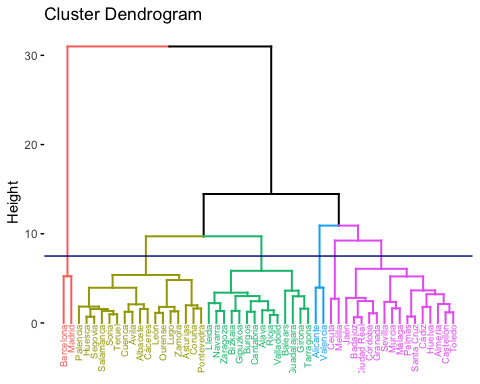 Cluster Dendrogram
Height
30
20
10
0
Barcelona
Madrid
Palencia
Huesca
Segovia
Salamanca
Soria
Teruel
Cuenca
Ávila
Albacete
Cáceres
León
Ourense
Lugo
Zamora
Asturias
Coruña
Pontevedra
Lleida
Navarra
Zaragoza
Bizkaia
Gipuzkoa
Burgos
Cantabria
Álava
Rioja
Valladolid
Balears
Guadalajara
Girona
Tarragona
Alicante
Valencia
Ceuta
Melilla
Jaén
Badajoz
Ciudad Real
Córdoba
Granada
Sevilla
Murcia
Málaga
Palmas
Santa Cruz
Cádiz
Huelva
Almería
Castellón
Toledo